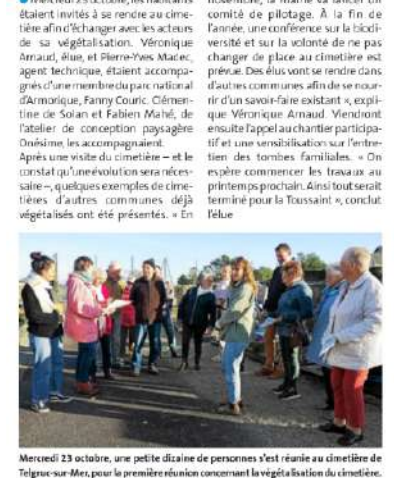 Mercredi 23 octobre, les habitants
étaient invités à se rendre au cime-
tière afin d'échanger avec les acteurs
de sa végétalisation. Véronique
Arnaud, élue, et Pierre-Yves Madec,
agent technique, étaient accompa-
gnés d'un membre du parc national
d'Armorique, Fanny Couric. Clémen-
tine de Solan et Fabien Mahé, de
l'atelier de conception paysagère
Onésime, les accompagnaient.
Après une visite du cimetière – et le
constat qu'une évolution sera néces-
saire –, quelques exemples de cime-
tières d'autres communes déjà
végétalisés ont été présentés. « En
novembre, la mairie va lancer un
comité de pilotage. À la fin de
l'année, une conférence sur la biodi-
versité et sur la volonté de ne pas
changer de place au cimetière est
prévue. Des élus vont se rendre dans
d'autres communes afin de se nour-
rir d'un savoir-faire existant », expli-
que Véronique Arnaud. Viendront
ensuite l'appel au chantier participa-
tif et une sensibilisation sur l'entre-
tien des tombes familiales. « On
espère commencer les travaux au
printemps prochain. Ainsi tout serait
terminé pour la Toussaint », conclut
l'élue
Mercredi 23 octobre, une petite dizaine de personnes s'est réunie au cimetière de
Telgruc-sur-Mer, pour la première réunion concernant la végétalisation du cimetière.